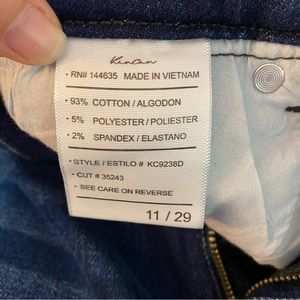 KanCan
• RN# 144635 MADE IN VIETNAM
• 93% COTTON / ALGODON
• 5% POLYESTER / POLIESTER
• 2% SPANDEX / ELASTANO
• STYLE / ESTILO # KC9238D
• CUT # 35243
• SEE CARE ON REVERSE
11 / 29